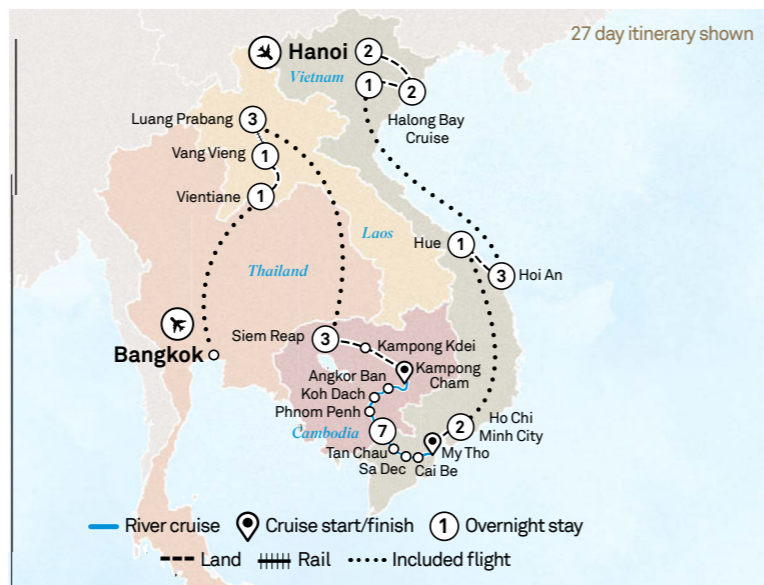 27 day itinerary shown
Hanoi
2
Vietnam
1
2
Halong Bay
Cruise
Luang Prabang
3
Vang Vieng
1
Vientiane
1
Laos
Hue
1
3
Hoi An
Thailand
Bangkok
Siem Reap
3
Kampong Kdei
Kampong
Cham
Angkor Ban
Koh Dach
Phnom Penh
Cambodia
7
2
Ho Chi
Minh City
My Tho
Tan Chau
Sa Dec
Cai Be
River cruise
Cruise start/finish
1
Overnight stay
Land
Rail
Included flight